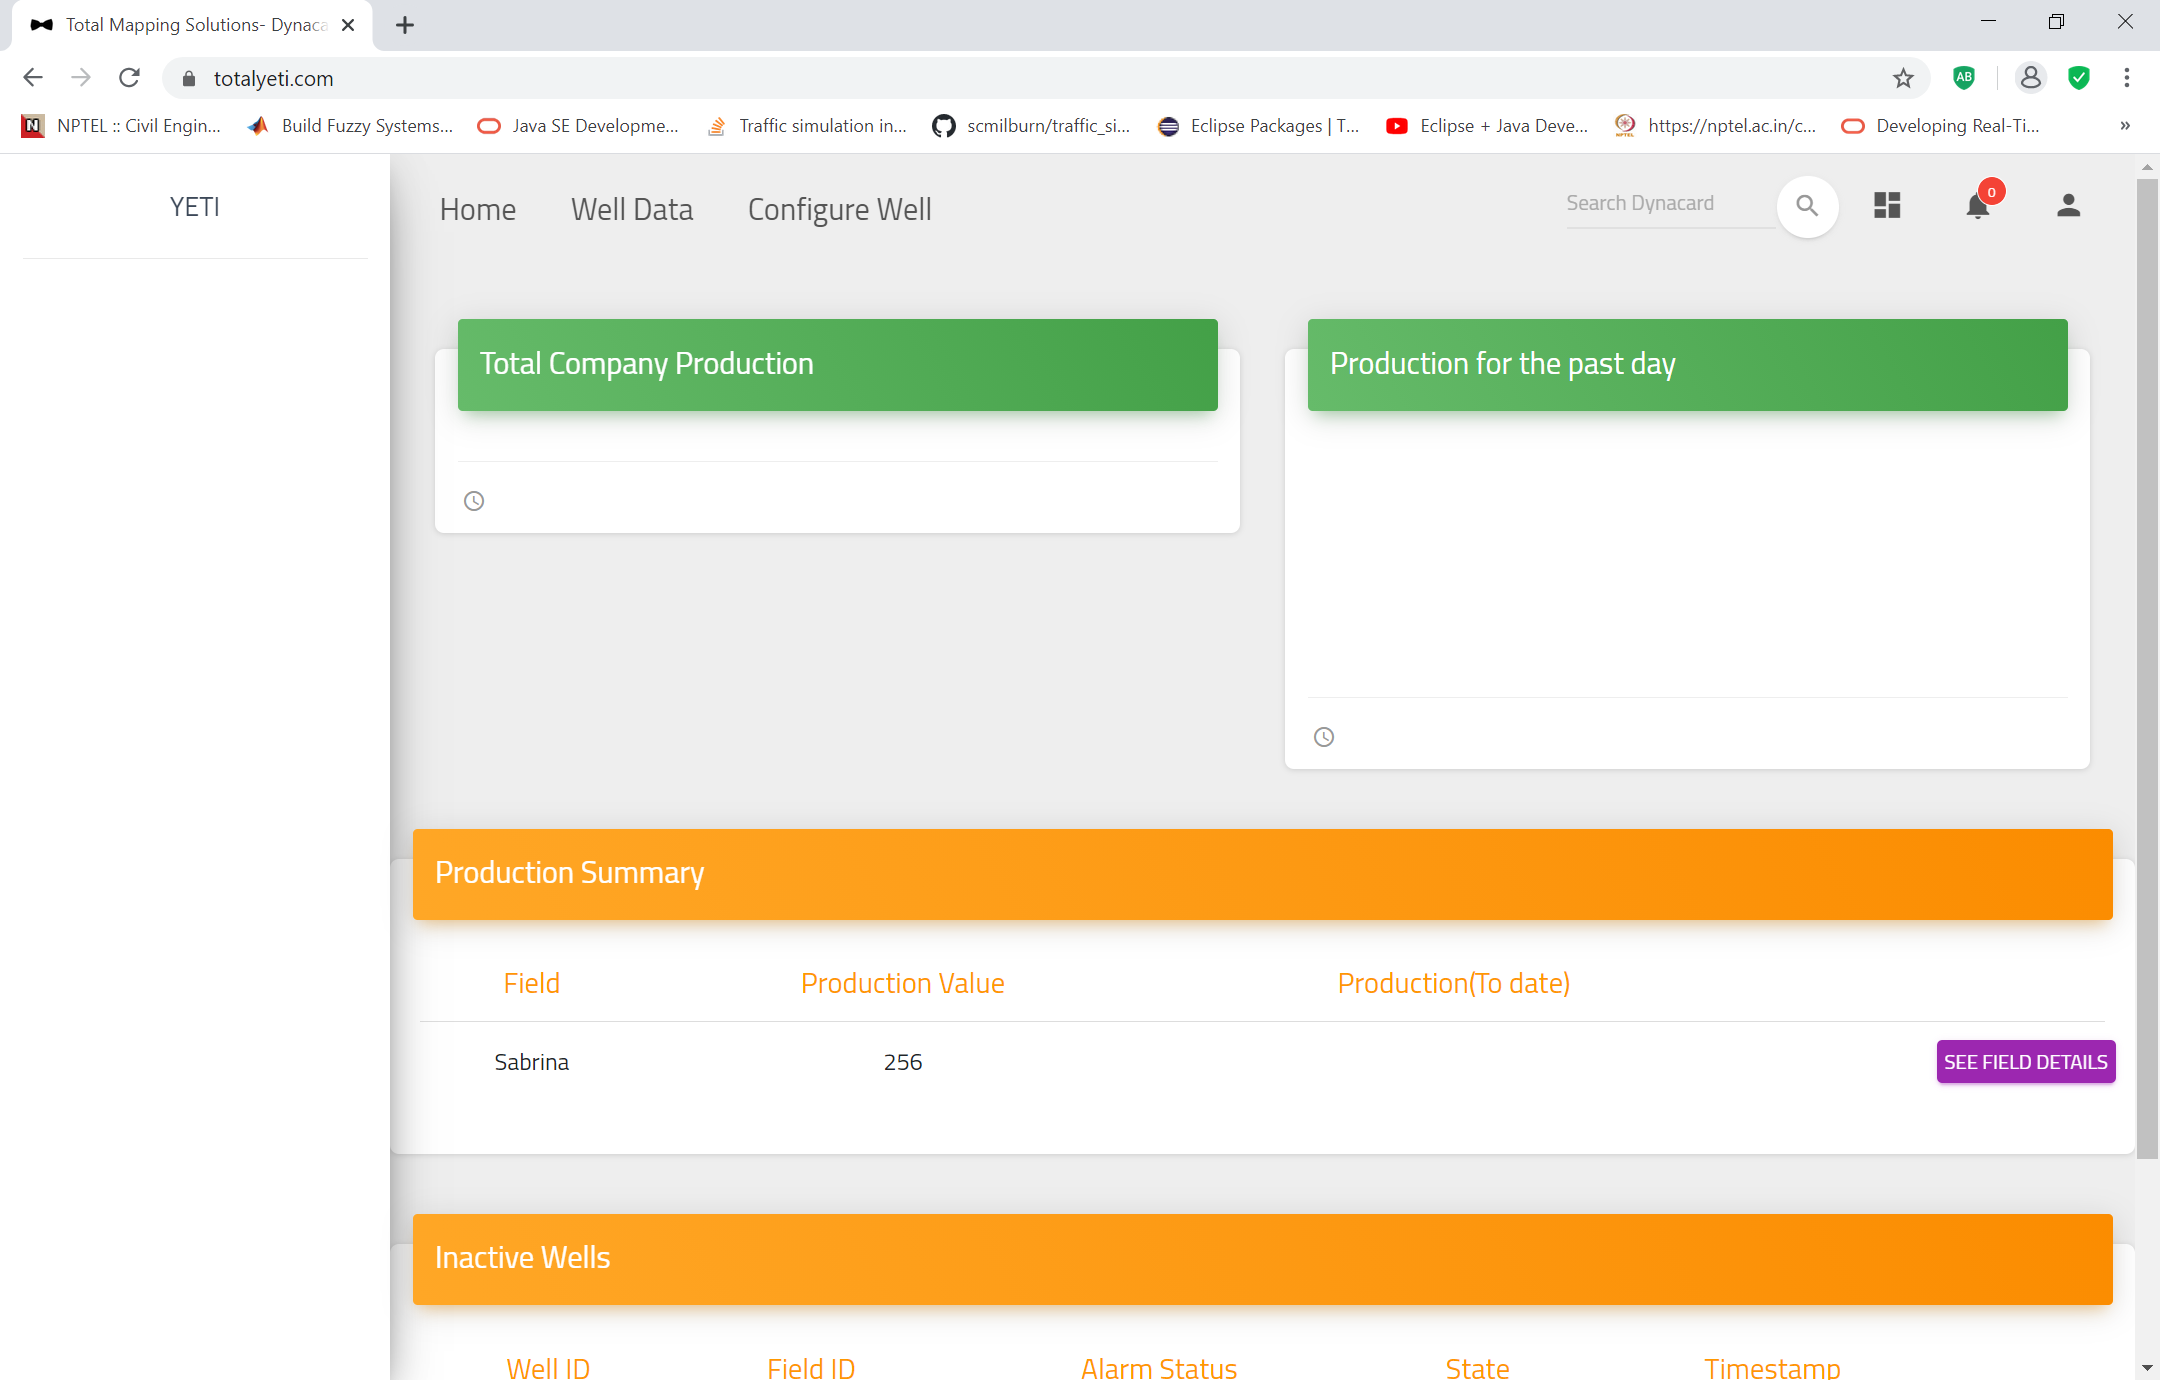 Total Mapping Solutions- Dynaca
totalyeti.com
AB
NPTEL :: Civil Engin...
Build Fuzzy Systems...
Java SE Developme...
Traffic simulation in...
scmilburn/traffic_si...
Eclipse Packages | T...
Eclipse + Java Deve...
https://nptel.ac.in/c...
Developing Real-Ti...
»
YETI
Home Well Data Configure Well
Search Dynacard
0
Total Company Production
Production for the past day
Production Summary
Field Production Value Production(To date)
Sabrina 256 SEE FIELD DETAILS
Inactive Wells
Well ID Field ID Alarm Status State Timestamp